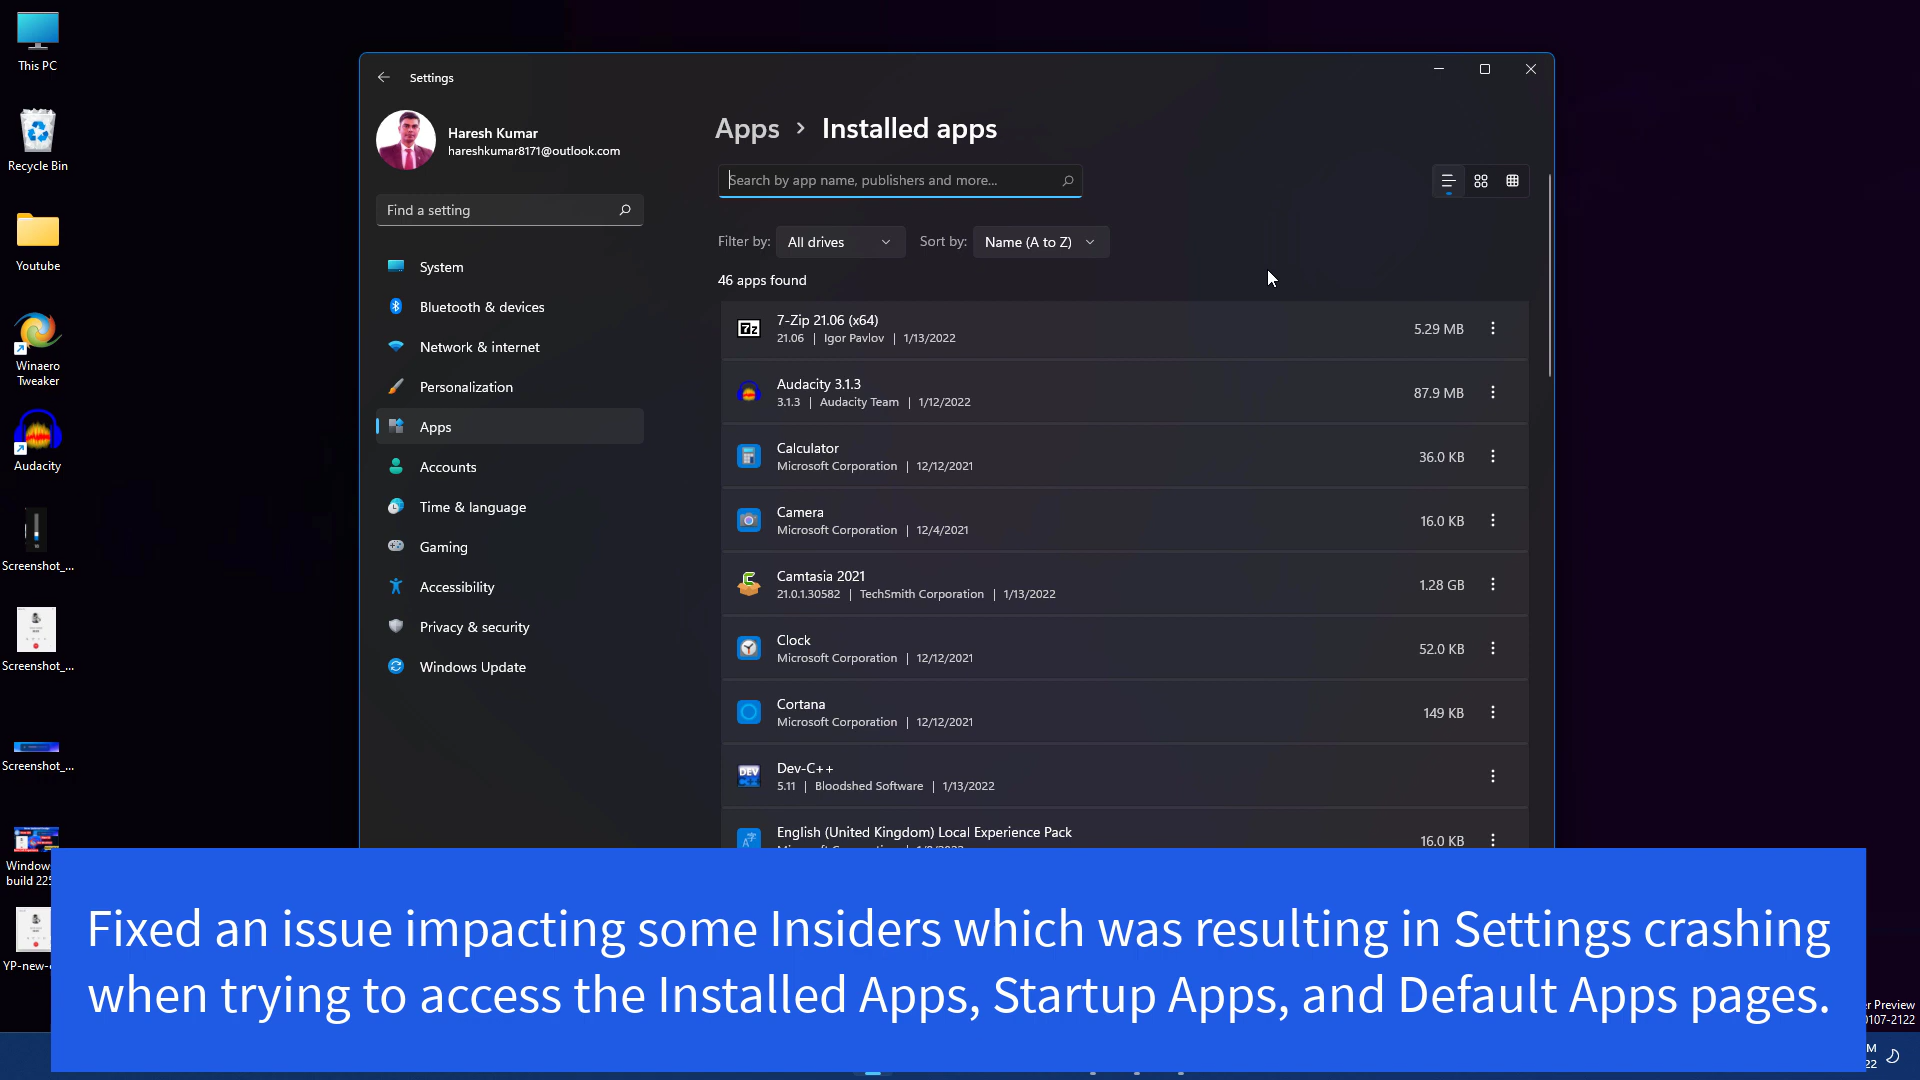 This PC
Recycle Bin
Youtube
Winaero
Tweaker
Audacity
Screenshot_...
Screenshot_...
Screenshot_...
Window
build 225
YP-new-
Settings
Haresh Kumar
hareshkumar8171@outlook.com
Find a setting
System
Bluetooth & devices
Network & internet
Personalization
Apps
Accounts
Time & language
Gaming
Accessibility
Privacy & security
Windows Update
Apps > Installed apps
Search by app name, publishers and more...
Filter by: All drives Sort by: Name (A to Z)
46 apps found
7-Zip 21.06 (x64)
21.06 | Igor Pavlov | 1/13/2022
5.29 MB
Audacity 3.1.3
3.1.3 | Audacity Team | 1/12/2022
87.9 MB
Calculator
Microsoft Corporation | 12/12/2021
36.0 KB
Camera
Microsoft Corporation | 12/4/2021
16.0 KB
Camtasia 2021
21.0.1.30582 | TechSmith Corporation | 1/13/2022
1.28 GB
Clock
Microsoft Corporation | 12/12/2021
52.0 KB
Cortana
Microsoft Corporation | 12/12/2021
149 KB
Dev-C++
5.11 | Bloodshed Software | 1/13/2022
English (United Kingdom) Local Experience Pack
16.0 KB
Fixed an issue impacting some Insiders which was resulting in Settings crashing
when trying to access the Installed Apps, Startup Apps, and Default Apps pages.
r Preview
107-2122
M
22